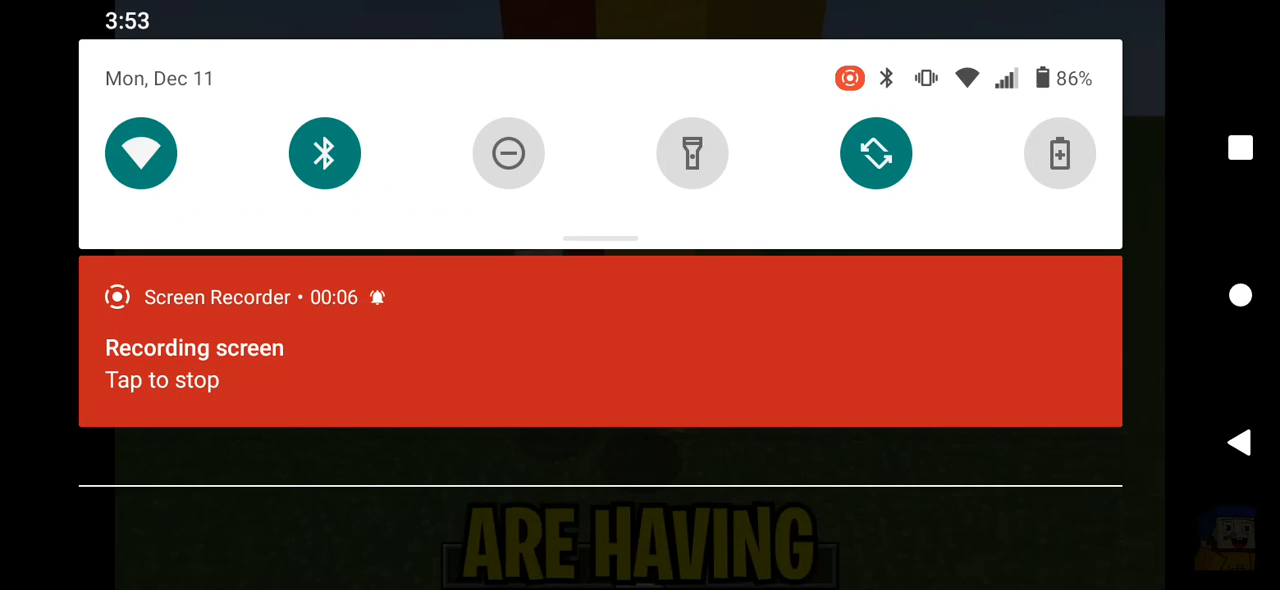 3:53
Mon, Dec 11
86%
Screen Recorder • 00:06
Recording screen
Tap to stop
ARE HAVING